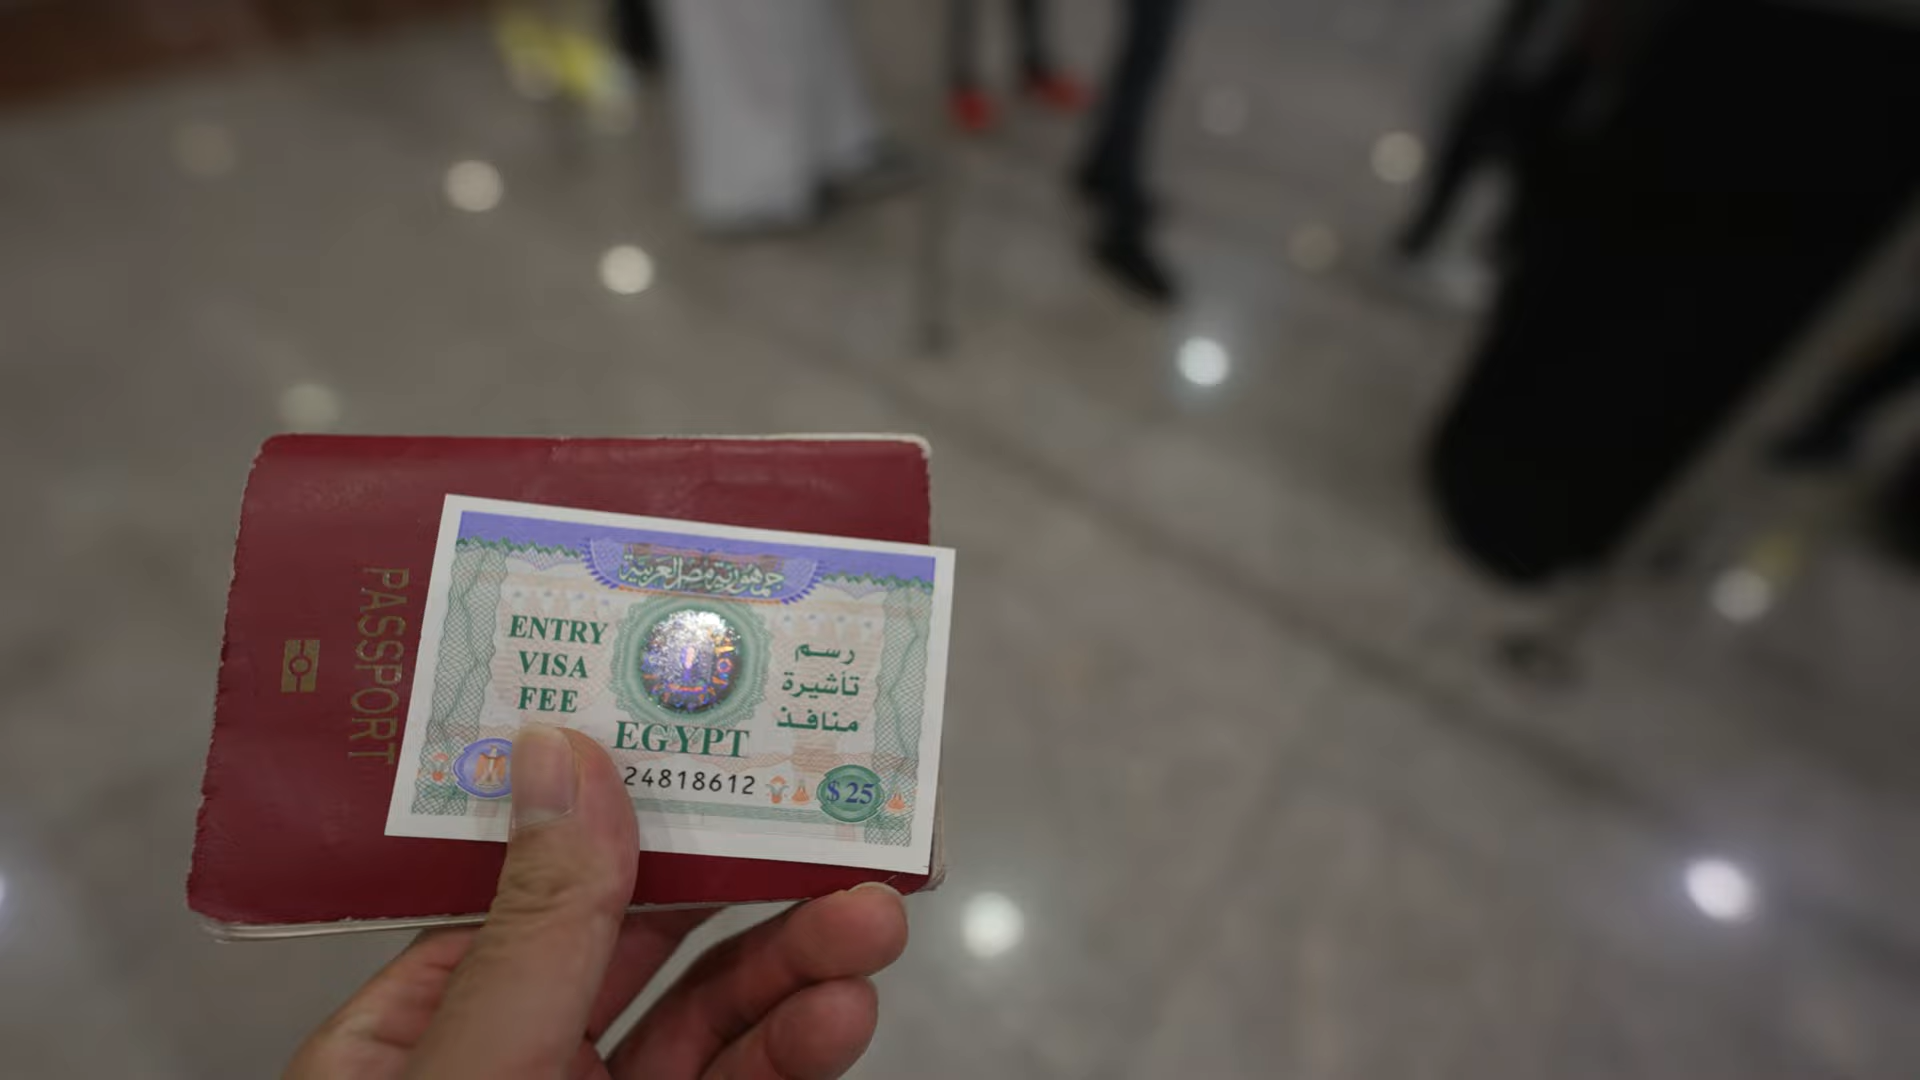 PASSPORT
جمهورية مصر العربية
ENTRY
VISA
FEE
رسم
تأشيرة
منافذ
EGYPT
24818612
$25